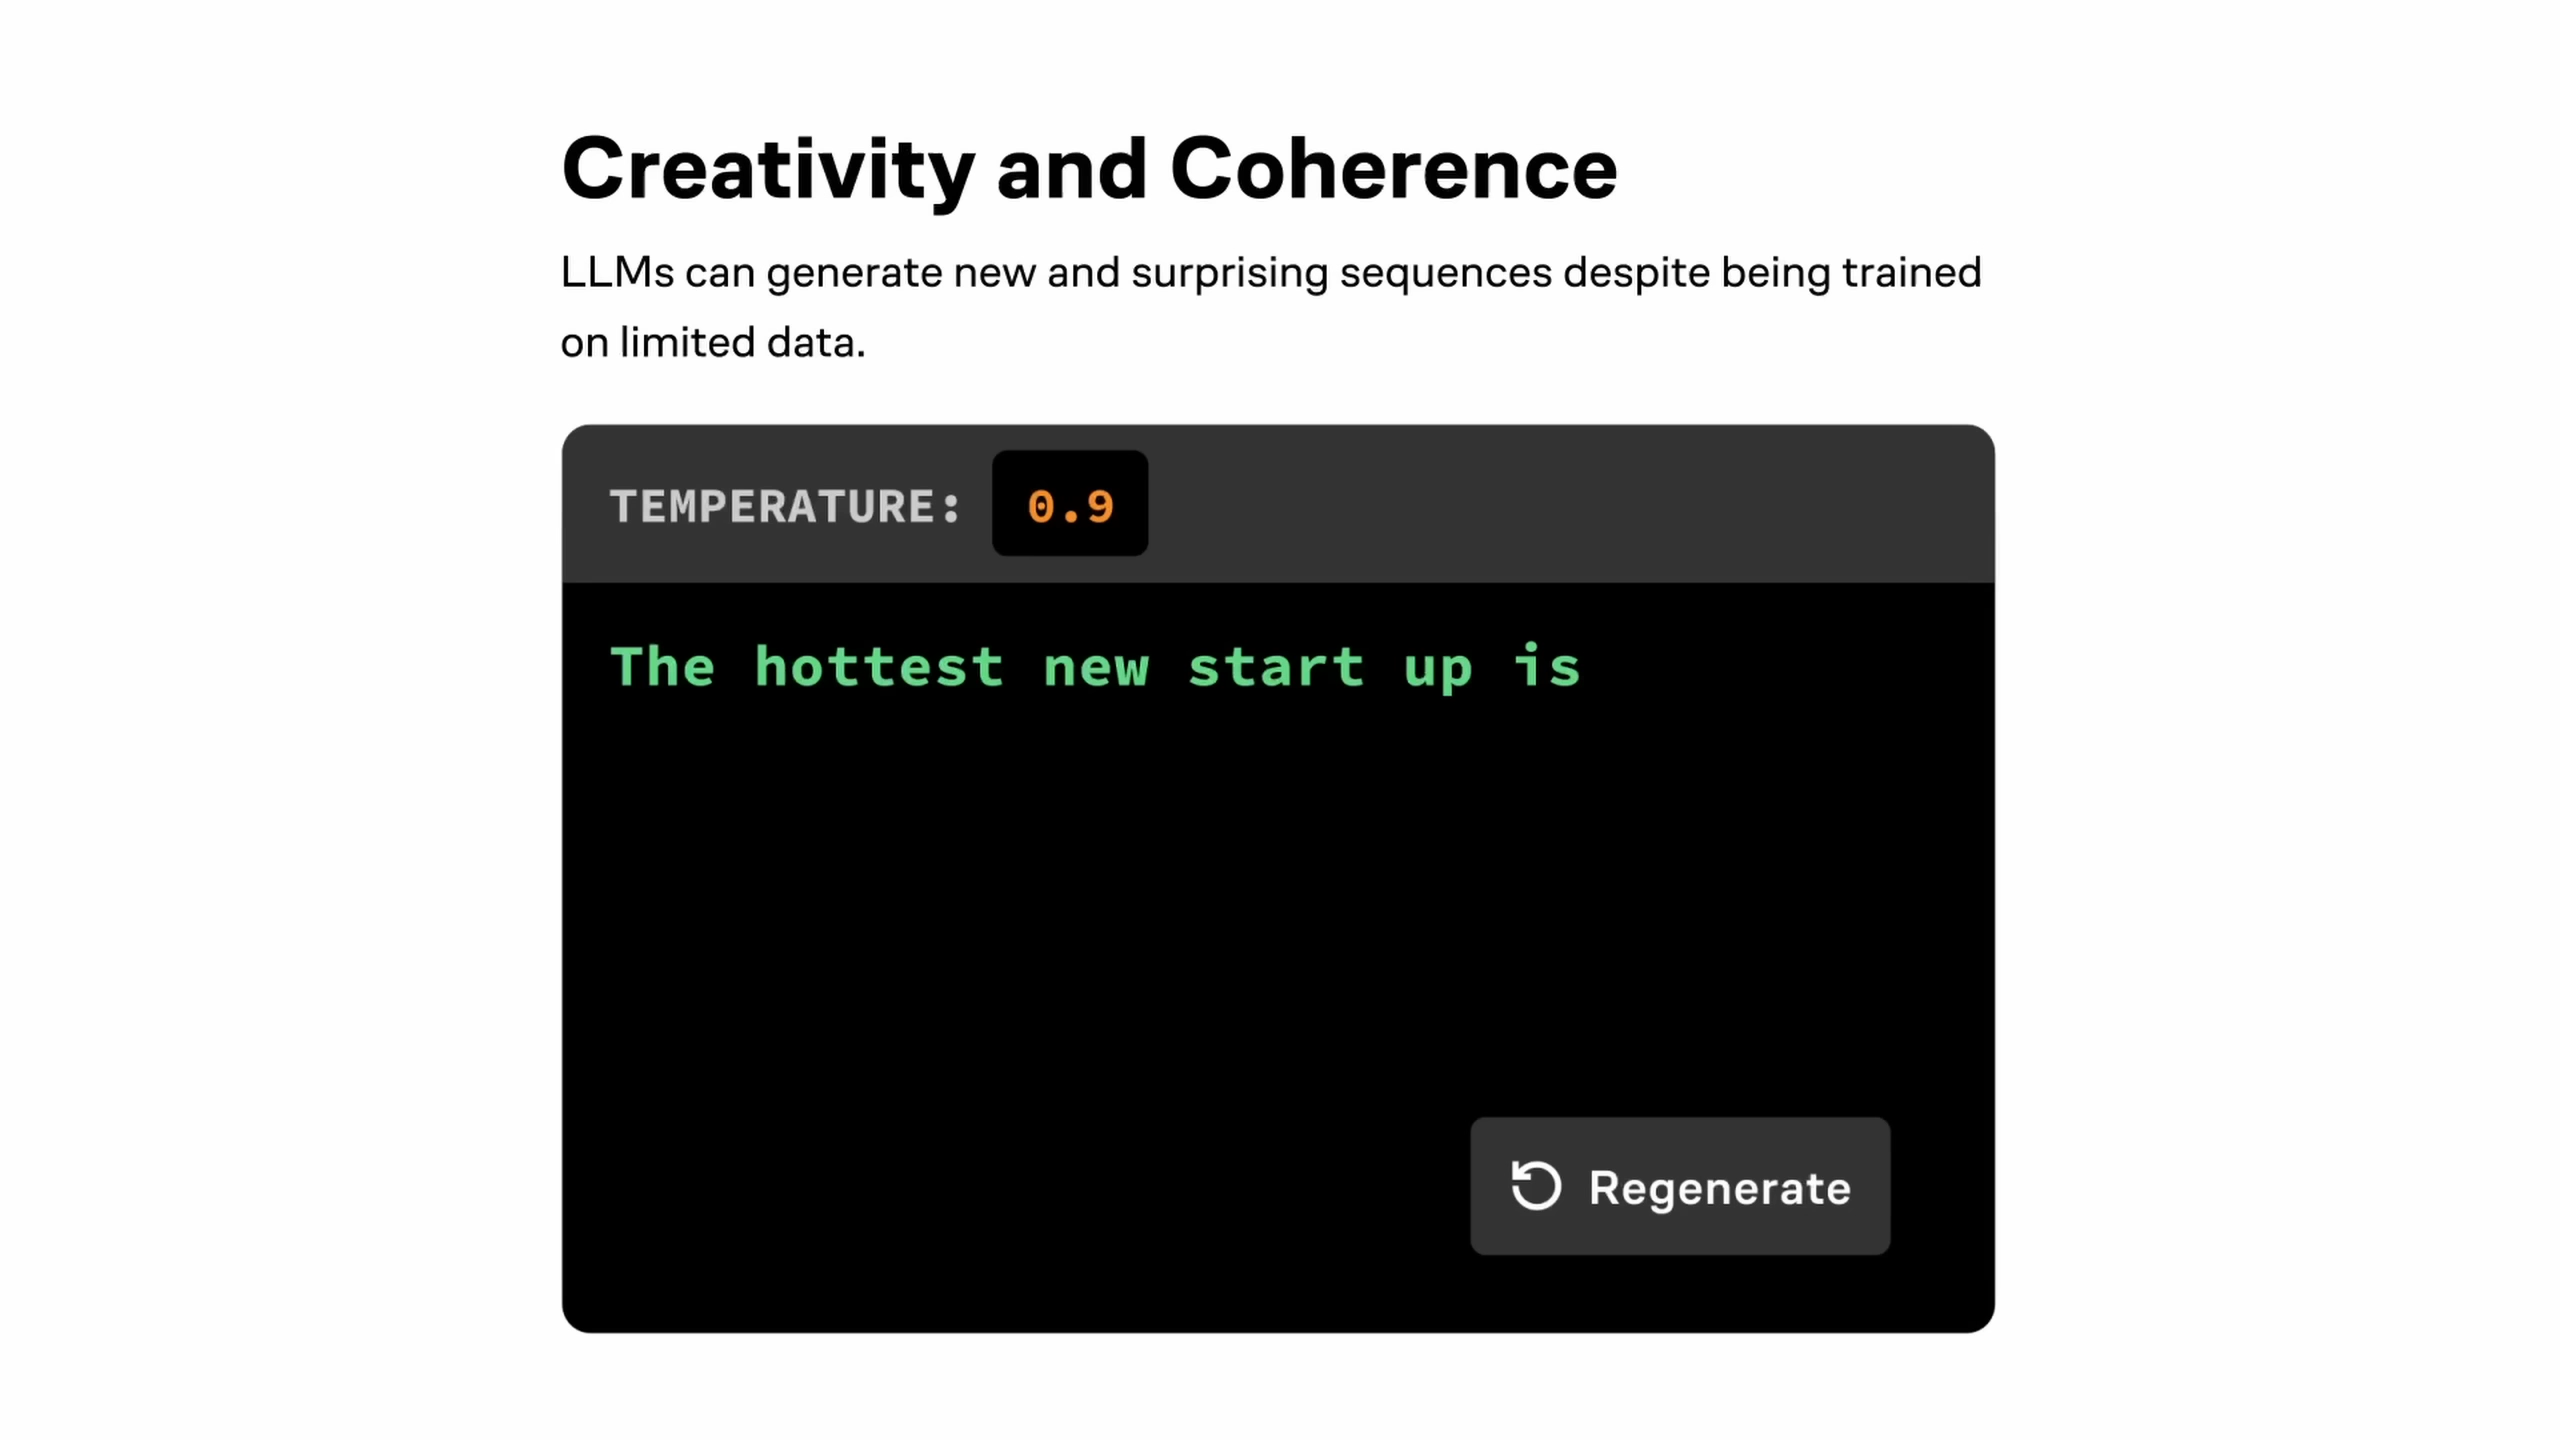 Creativity and Coherence
LLMs can generate new and surprising sequences despite being trained
on limited data.
TEMPERATURE: 0.9
The hottest new start up is
Regenerate